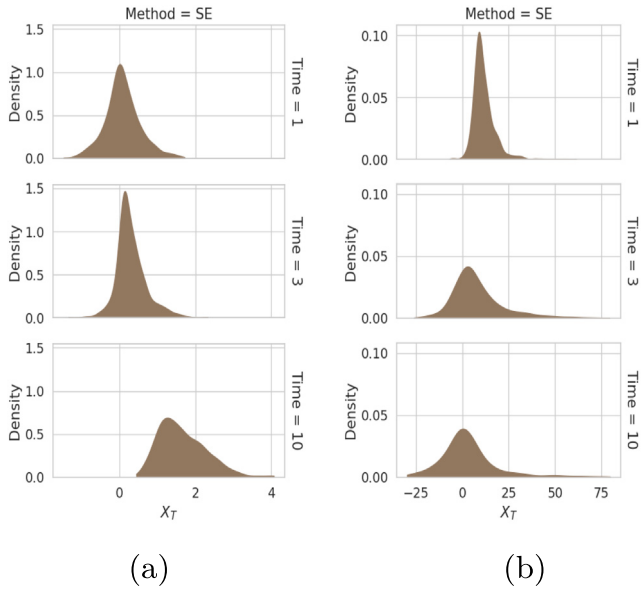 Method = SE
1.5
1.0
0.5
0.0
Density
Time = 1
1.5
1.0
0.5
0.0
Density
Time = 3
1.5
1.0
0.5
0.0
Density
Time = 10
0
2
4
X_T
(a)
Method = SE
0.10
0.05
0.00
Density
Time = 1
0.10
0.05
0.00
Density
Time = 3
0.10
0.05
0.00
Density
Time = 10
−25
0
25
50
75
X_T
(b)